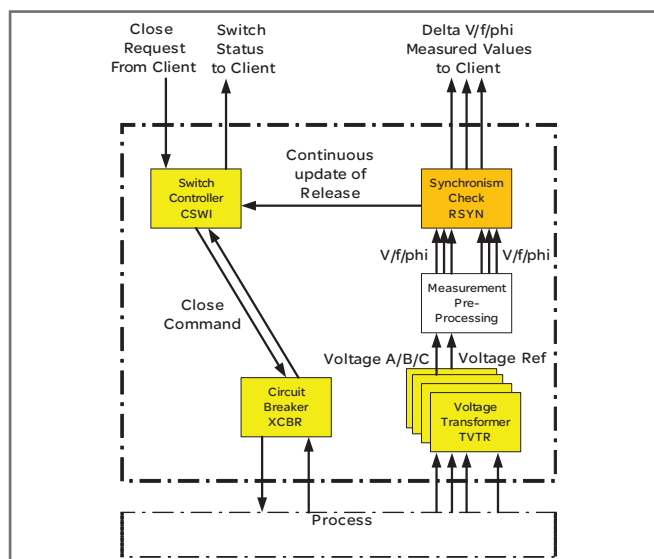 Close
Request
From Client
Switch
Status
to Client
Delta V/f/phi
Measured Values
to Client
Continuous
update of
Release
Switch
Controller
CSWI
Synchronism
Check
RSYN
V/f/phi
V/f/phi
Measurement
Pre-
Processing
Close
Command
Voltage A/B/C
Voltage Ref
Circuit
Breaker
XCBR
Voltage
Transformer
TVTR
Process